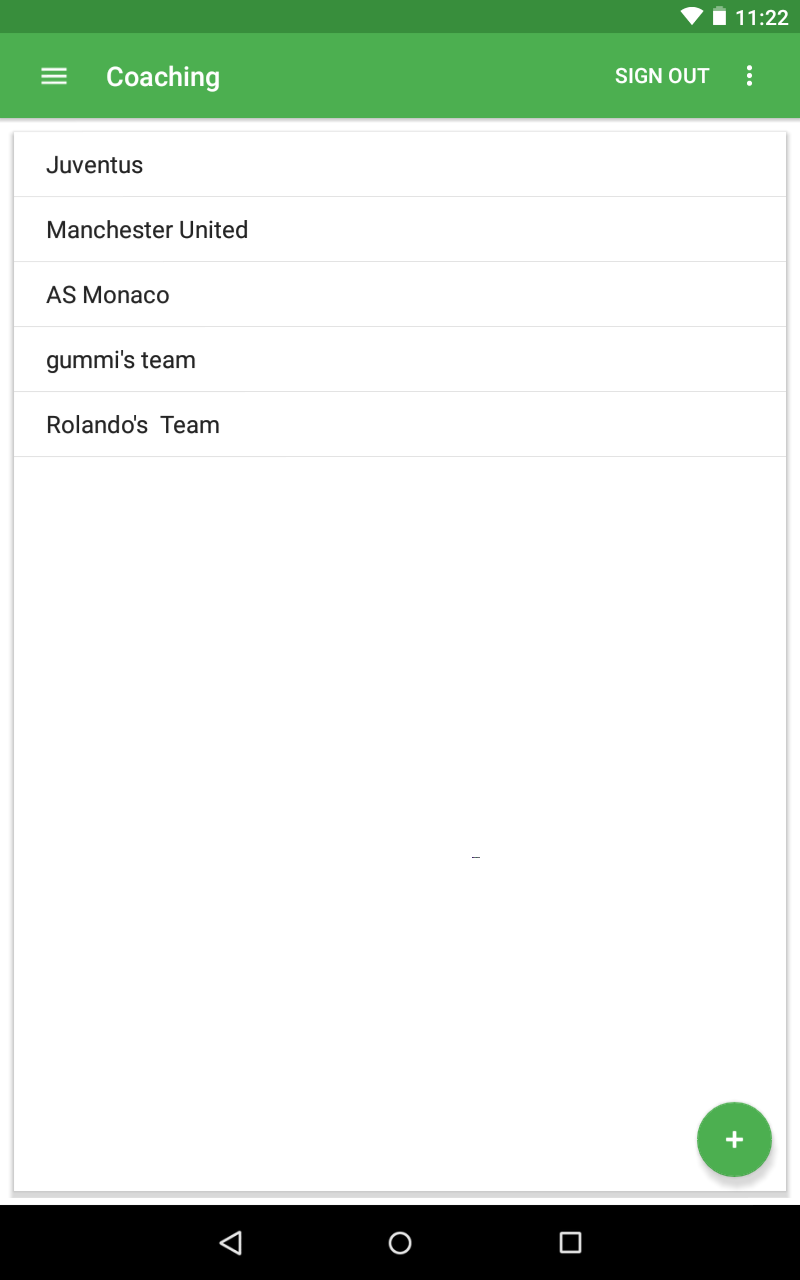 11:22
Coaching SIGN OUT
Juventus
Manchester United
AS Monaco
gummi's team
Rolando's  Team